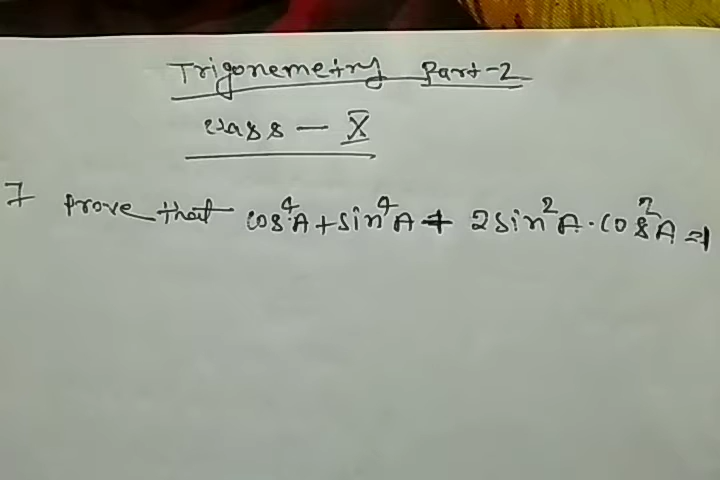 Trigonemetry Part-2
class - X
7 Prove that cos⁴A + sin⁴A + 2sin²A·cos²A = 1